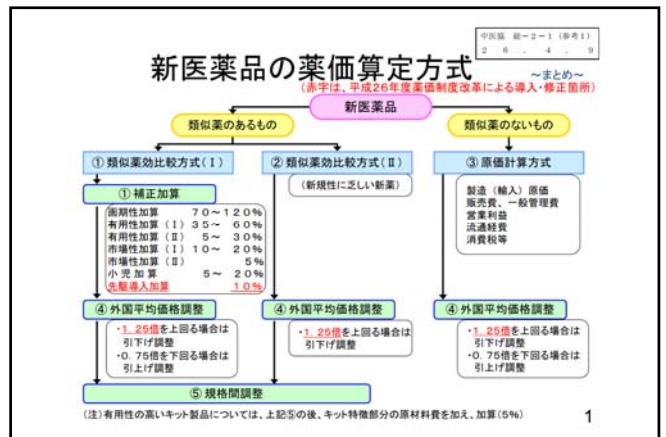 中医協 総－2－1（参考1）
26.4.9
新医薬品の薬価算定方式
～まとめ～
(赤字は、平成26年度薬価制度改革による導入・修正箇所)
新医薬品
類似薬のあるもの
類似薬のないもの
①類似薬効比較方式(Ⅰ)
②類似薬効比較方式(Ⅱ)
③原価計算方式
(新規性に乏しい新薬)
①補正加算
画期性加算 70～120%
有用性加算(Ⅰ) 35～60%
有用性加算(Ⅱ) 5～30%
市場性加算(Ⅰ) 10～20%
市場性加算(Ⅱ) 5%
小児加算 5～20%
先駆導入加算 10%
製造（輸入）原価
販売費、一般管理費
営業利益
流通経費
消費税等
④外国平均価格調整
・1.25倍を上回る場合は
引下げ調整
・0.75倍を下回る場合は
引上げ調整
④外国平均価格調整
・1.25倍を上回る場合は
引下げ調整
④外国平均価格調整
・1.25倍を上回る場合は
引下げ調整
・0.75倍を下回る場合は
引上げ調整
⑤規格間調整
(注)有用性の高いキット製品については、上記⑤の後、キット特徴部分の原材料費を加え、加算(5%)
1